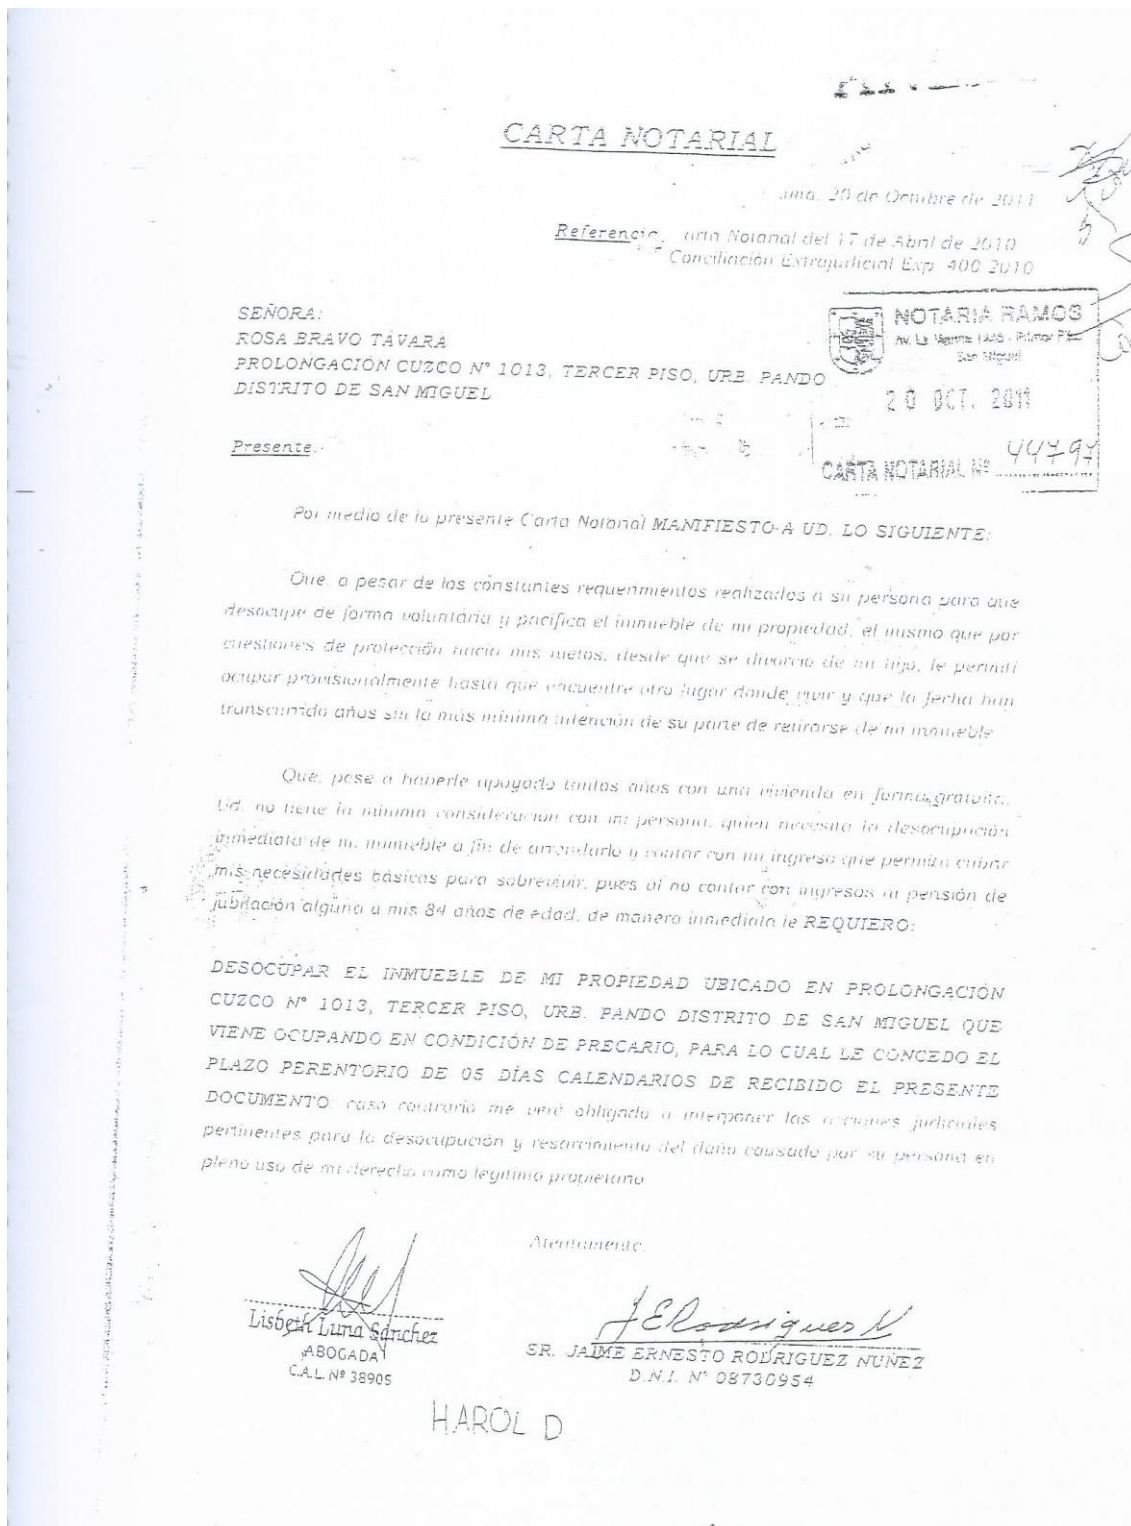 CARTA NOTARIAL
20 de Octubre de 2011
Referencia Notarial del 17 de Abril de 2010
Conciliación Extrajudicial Exp. 400-2010
SEÑORA:
ROSA BRAVO TÁVARA
PROLONGACIÓN CUZCO Nº 1013, TERCER PISO, URB. PANDO
DISTRITO DE SAN MIGUEL
NOTARIA RAMOS
San Miguel
20 OCT. 2011
CARTA NOTARIAL Nº 44797
Presente.-
Por medio de la presente Carta Notarial MANIFIESTO A UD. LO SIGUIENTE:
Que, a pesar de los constantes requerimientos realizados a su persona para que
desocupe de forma voluntária y pacifica el inmueble de mi propiedad, el mismo que por
cuestiones de protección hacia mis nietos, desde que se divorcio de mi hijo, le permití
ocupar provisionalmente hasta que encuentre otro lugar donde vivir y que la fecha han
transcurrido años sin la más mínima intención de su parte de retirarse de mi inmueble
Que, pese a haberle apoyado tantos años con una vivienda en forma gratuita,
Ud. no tiene la mínima consideración con mi persona, quien necesita la desocupación
inmediata de mi inmueble a fin de arrendarlo y contar con un ingreso que permita cubrir
mis necesidades básicas para sobrevivir, pues al no contar con ingresos ni pensión de
jubilación alguna a mis 84 años de edad, de manera inmediata le REQUIERO:
DESOCUPAR EL INMUEBLE DE MI PROPIEDAD UBICADO EN PROLONGACIÓN
CUZCO Nº 1013, TERCER PISO, URB. PANDO DISTRITO DE SAN MIGUEL QUE
VIENE OCUPANDO EN CONDICIÓN DE PRECARIO, PARA LO CUAL LE CONCEDO EL
PLAZO PERENTORIO DE 05 DÍAS CALENDARIOS DE RECIBIDO EL PRESENTE
DOCUMENTO, caso contrario me veré obligado a interponer las acciones judiciales
pertinentes para la desocupación y resarcimiento del daño causado por su persona en
pleno uso de mi derecho como legítimo propietario
Atentamente,
Lisbeth Luna Sánchez
ABOGADA
C.A.L. Nº 38905
JERodriguez N
SR. JAIME ERNESTO RODRIGUEZ NUÑEZ
D.N.I. Nº 08730954
HAROL D